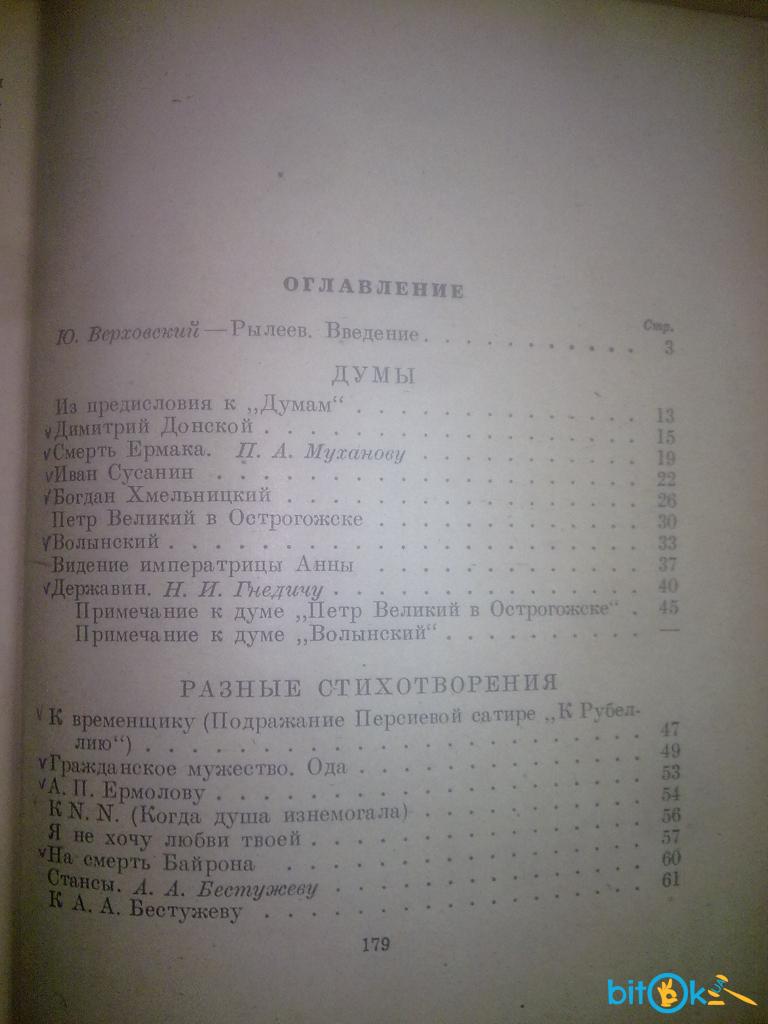 ОГЛАВЛЕНИЕ
Стр.
Ю. Верховский — Рылеев. Введение . . . . . . . . . . . 3
ДУМЫ
Из предисловия к „Думам“ . . . . . . . . . . . . . . 13
Димитрий Донской . . . . . . . . . . . . . . . . . . 15
Смерть Ермака. П. А. Муханову . . . . . . . . . . . 19
Иван Сусанин . . . . . . . . . . . . . . . . . . . . 22
Богдан Хмельницкий . . . . . . . . . . . . . . . . . 26
Петр Великий в Острогожске . . . . . . . . . . . . . 30
Волынский . . . . . . . . . . . . . . . . . . . . . . 33
Видение императрицы Анны . . . . . . . . . . . . . . 37
Державин. Н. И. Гнедичу . . . . . . . . . . . . . . . 40
Примечание к думе „Петр Великий в Острогожске“ . 45
Примечание к думе „Волынский“ . . . . . . . . . . —
РАЗНЫЕ СТИХОТВОРЕНИЯ
К временщику (Подражание Персиевой сатире „К Рубел-
лию“) . . . . . . . . . . . . . . . . . . . . . . 47
Гражданское мужество. Ода . . . . . . . . . . . . . 49
А. П. Ермолову . . . . . . . . . . . . . . . . . . . 53
К N. N. (Когда душа изнемогала) . . . . . . . . . . 54
Я не хочу любви твоей . . . . . . . . . . . . . . . 56
На смерть Байрона . . . . . . . . . . . . . . . . . 57
Стансы. А. А. Бестужеву . . . . . . . . . . . . . . 60
К А. А. Бестужеву . . . . . . . . . . . . . . . . . 61
179
bitOk
UA